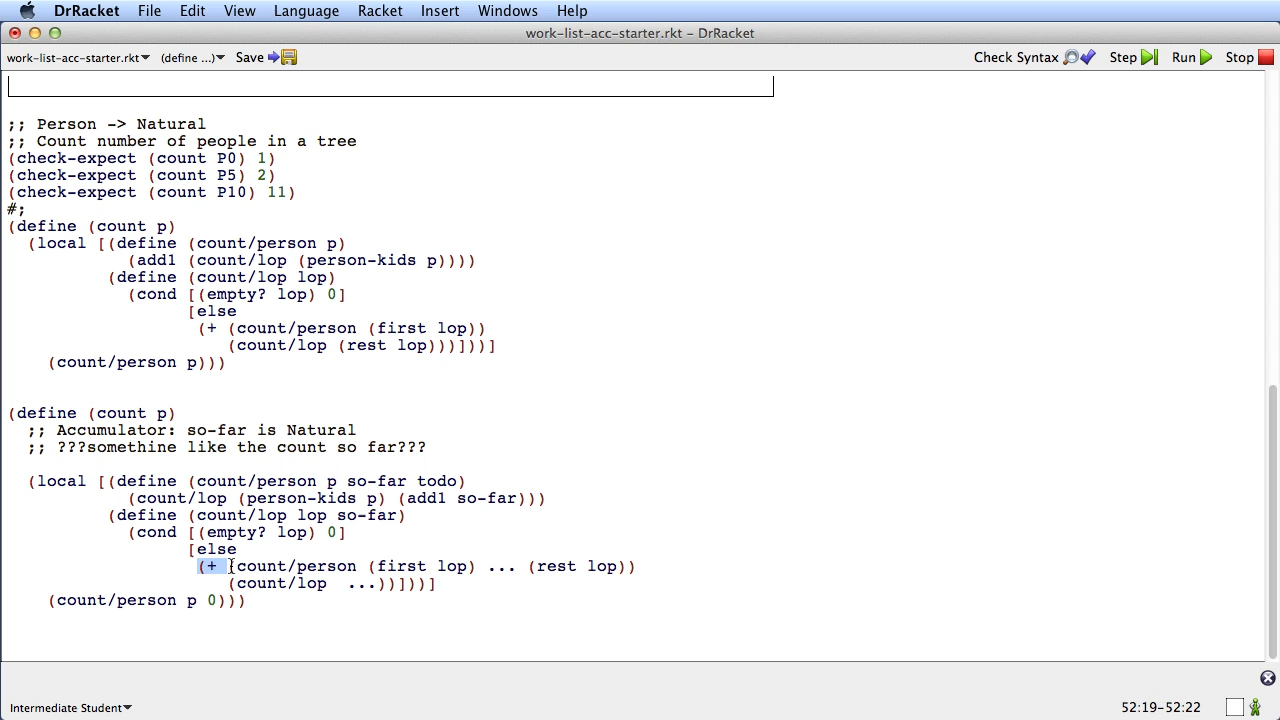 DrRacket File Edit View Language Racket Insert Windows Help
work-list-acc-starter.rkt – DrRacket
work-list-acc-starter.rkt (define ...) Save Check Syntax Step Run Stop
;; Person -> Natural
;; Count number of people in a tree
(check-expect (count P0) 1)
(check-expect (count P5) 2)
(check-expect (count P10) 11)
#;
(define (count p)
  (local [(define (count/person p)
            (add1 (count/lop (person-kids p))))
          (define (count/lop lop)
            (cond [(empty? lop) 0]
                  [else
                   (+ (count/person (first lop))
                      (count/lop (rest lop)))]))]
    (count/person p)))
(define (count p)
  ;; Accumulator: so-far is Natural
  ;; ???somethine like the count so far???
  (local [(define (count/person p so-far todo)
            (count/lop (person-kids p) (add1 so-far)))
          (define (count/lop lop so-far)
            (cond [(empty? lop) 0]
                  [else
                   (+ (count/person (first lop) ... (rest lop))
                      (count/lop  ...))]))]
    (count/person p 0)))
Intermediate Student 52:19-52:22